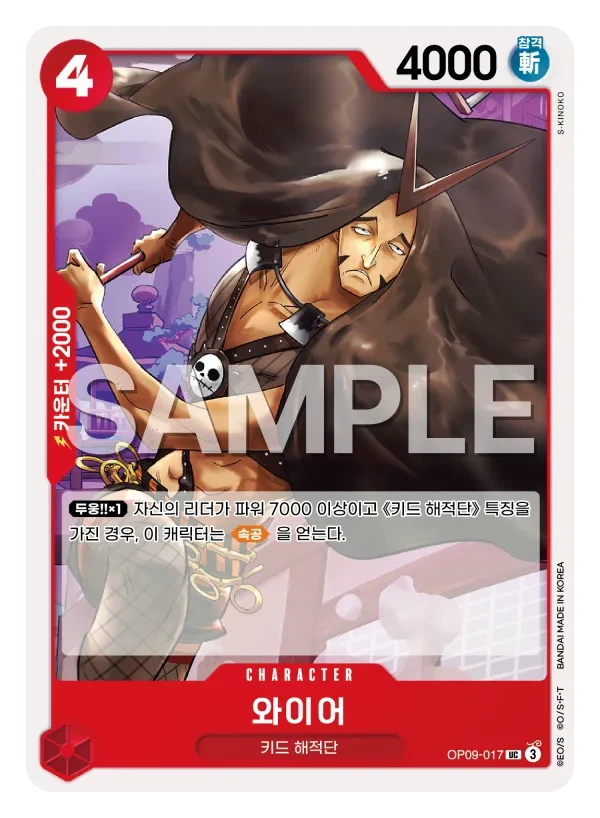 4
4000
참격
斬
S-KINOKO
카운터 +2000
SAMPLE
두웅!!×1 자신의 리더가 파워 7000 이상이고 《키드 해적단》 특징을
가진 경우, 이 캐릭터는 속공 을 얻는다.
CHARACTER
와이어
키드 해적단
OP09-017 UC 3
©EO/S ©O/S·F·T BANDAI MADE IN KOREA